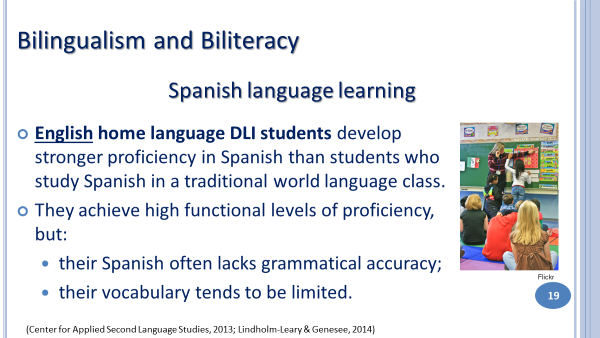 Bilingualism and Biliteracy
Spanish language learning
English home language DLI students develop
stronger proficiency in Spanish than students who
study Spanish in a traditional world language class.
They achieve high functional levels of proficiency,
but:
their Spanish often lacks grammatical accuracy;
their vocabulary tends to be limited.
Flickr
19
(Center for Applied Second Language Studies, 2013; Lindholm-Leary & Genesee, 2014)